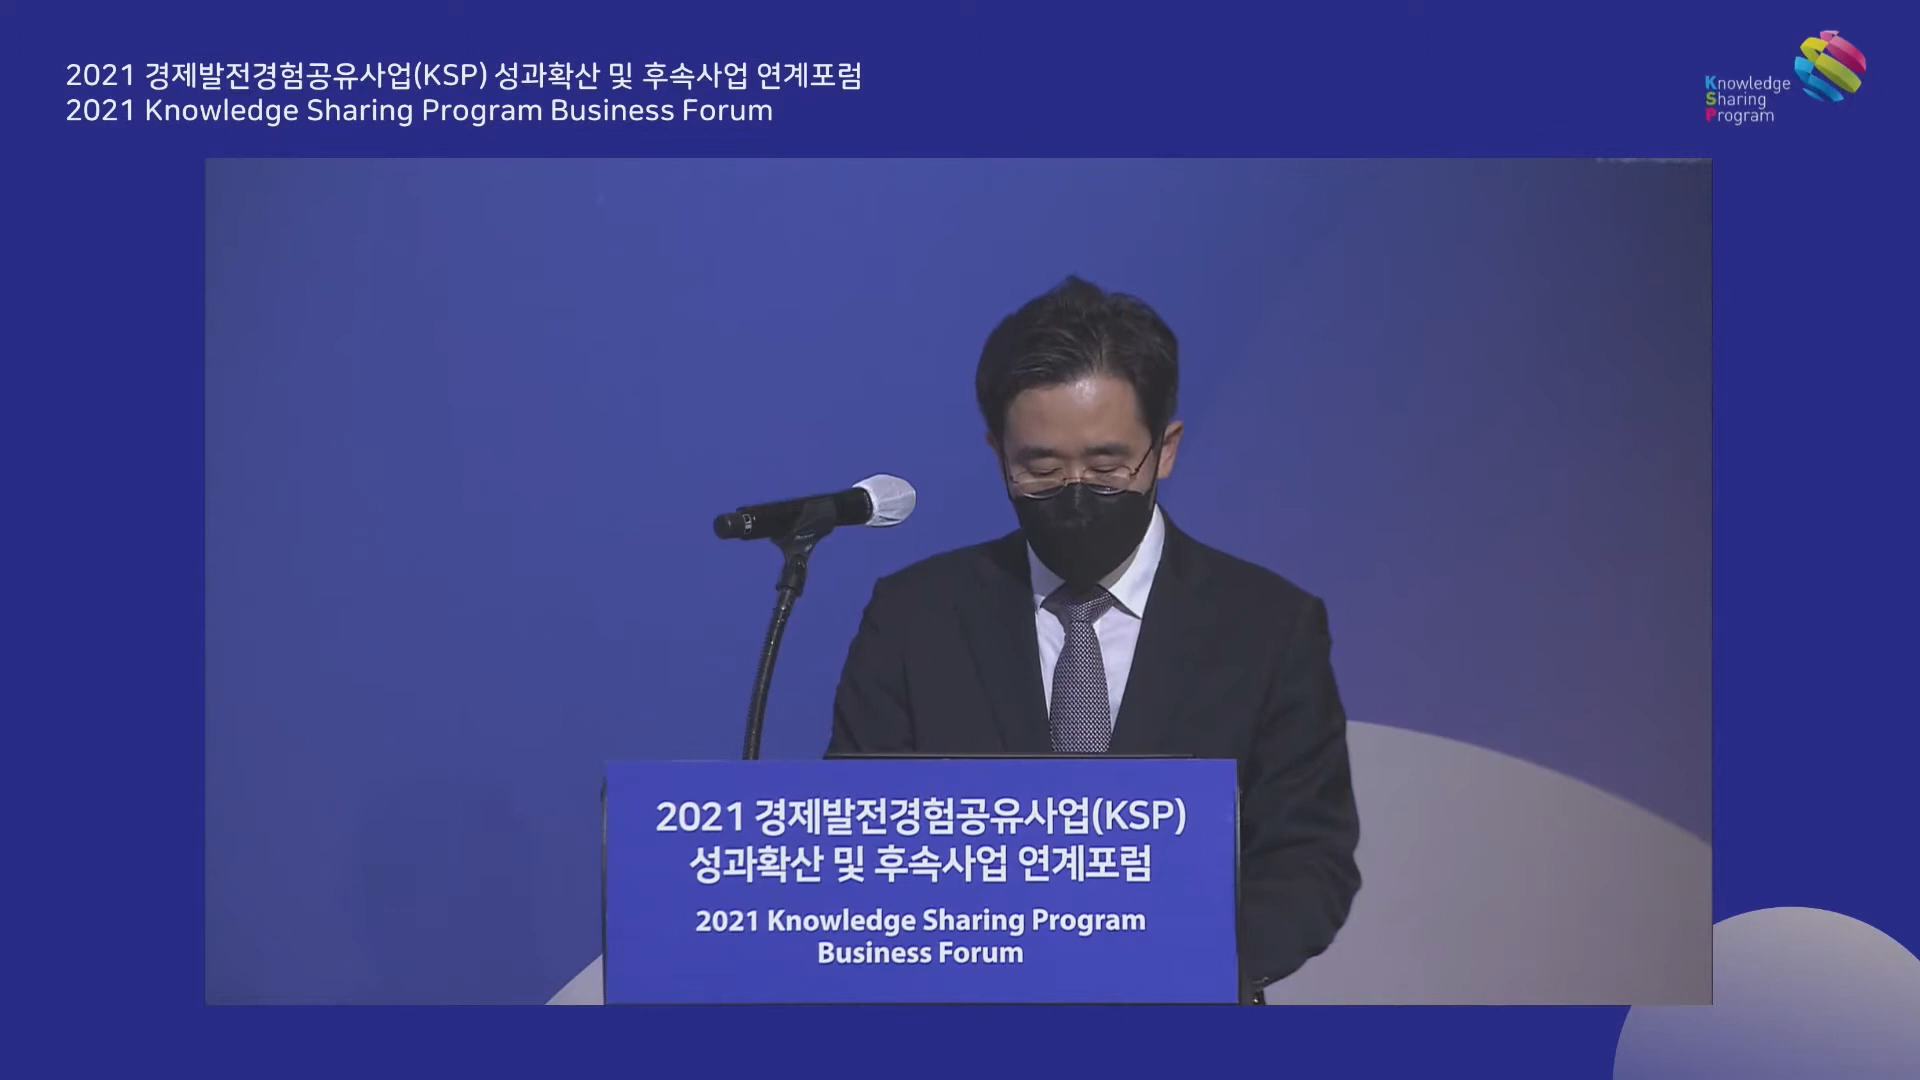 2021 경제발전경험공유사업(KSP) 성과확산 및 후속사업 연계포럼
2021 Knowledge Sharing Program Business Forum
Knowledge
Sharing
Program
2021 경제발전경험공유사업(KSP)
성과확산 및 후속사업 연계포럼
2021 Knowledge Sharing Program
Business Forum